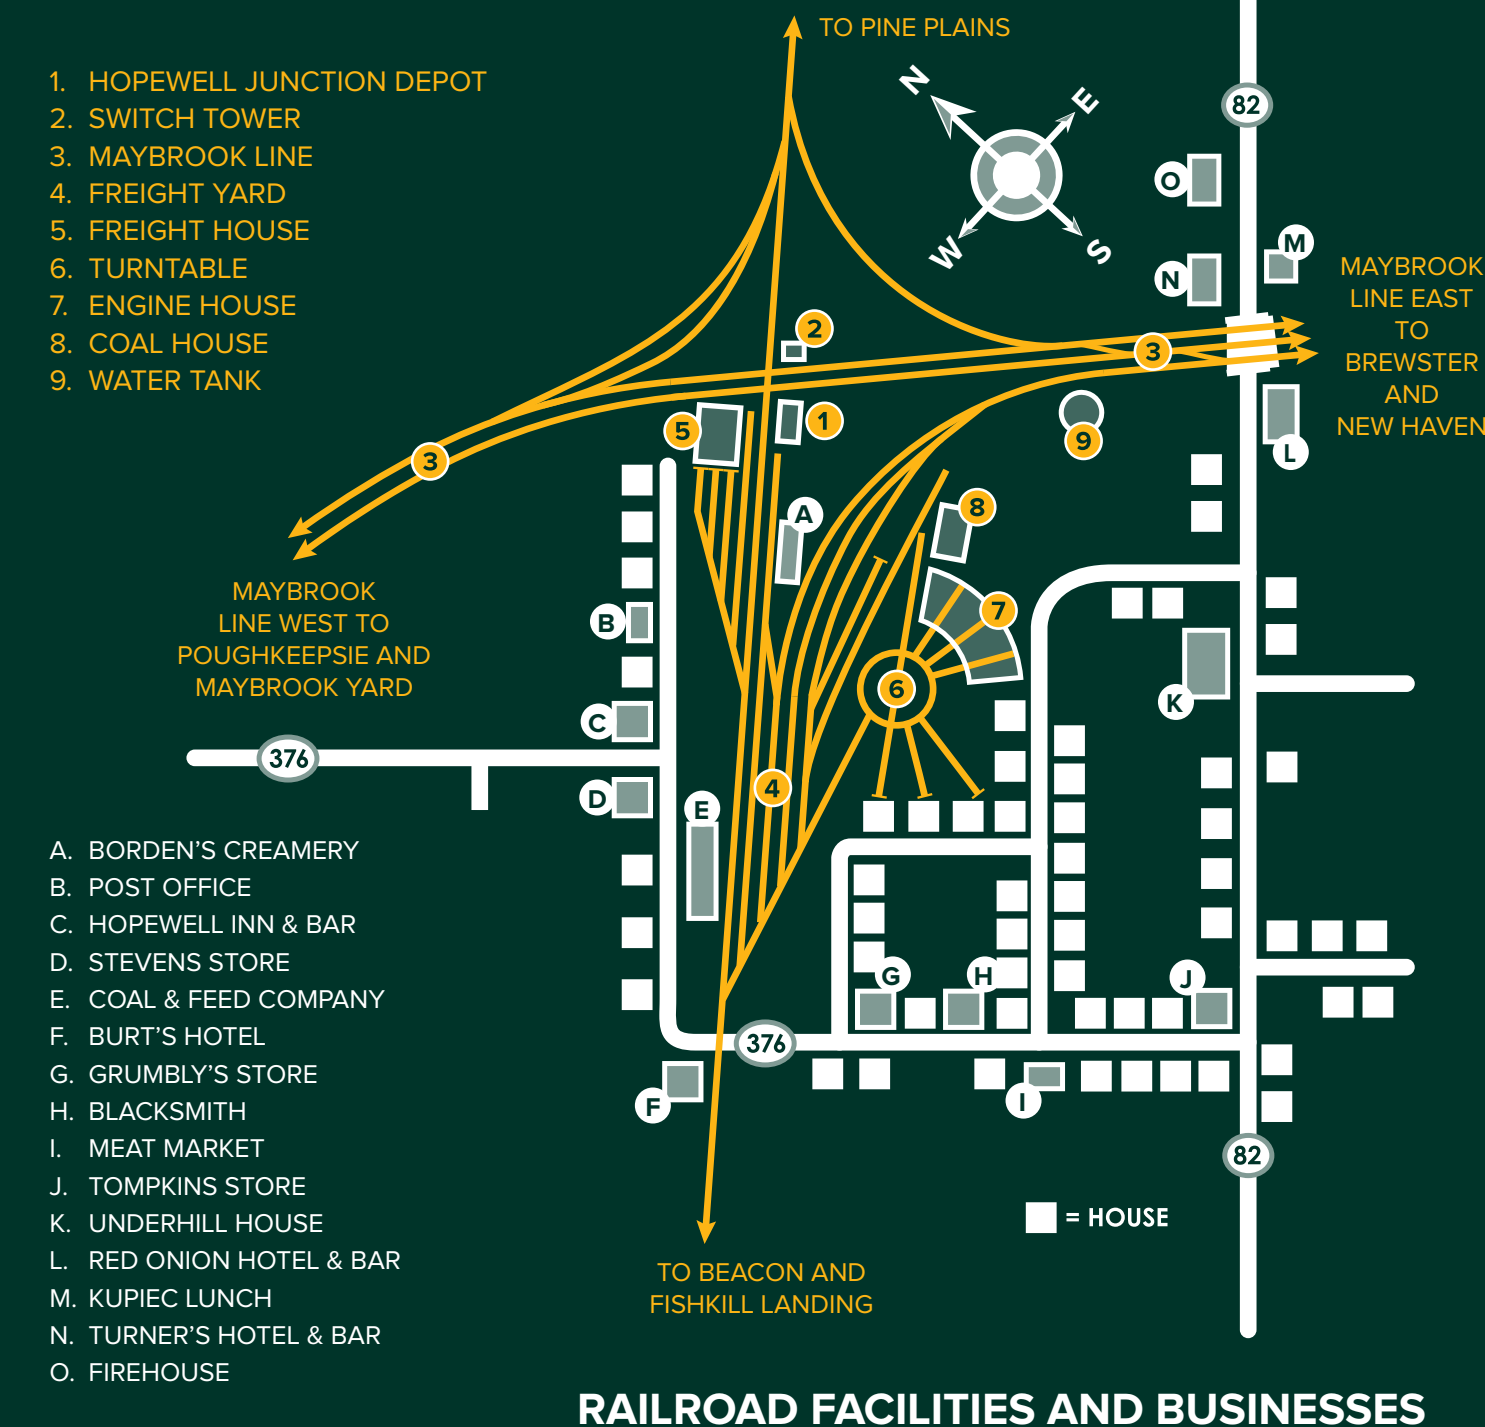 TO PINE PLAINS
1. HOPEWELL JUNCTION DEPOT
2. SWITCH TOWER
3. MAYBROOK LINE
4. FREIGHT YARD
5. FREIGHT HOUSE
6. TURNTABLE
7. ENGINE HOUSE
8. COAL HOUSE
9. WATER TANK
N
E
W
S
82
O
N
M
MAYBROOK
LINE EAST
TO
BREWSTER
AND
NEW HAVEN
2
3
1
5
9
L
3
A
8
MAYBROOK
LINE WEST TO
POUGHKEEPSIE AND
MAYBROOK YARD
B
7
6
K
C
376
D
4
E
A. BORDEN'S CREAMERY
B. POST OFFICE
C. HOPEWELL INN & BAR
D. STEVENS STORE
E. COAL & FEED COMPANY
F. BURT'S HOTEL
G. GRUMBLY'S STORE
H. BLACKSMITH
I. MEAT MARKET
J. TOMPKINS STORE
K. UNDERHILL HOUSE
L. RED ONION HOTEL & BAR
M. KUPIEC LUNCH
N. TURNER'S HOTEL & BAR
O. FIREHOUSE
G
H
J
376
F
I
82
= HOUSE
TO BEACON AND
FISHKILL LANDING
RAILROAD FACILITIES AND BUSINESSES